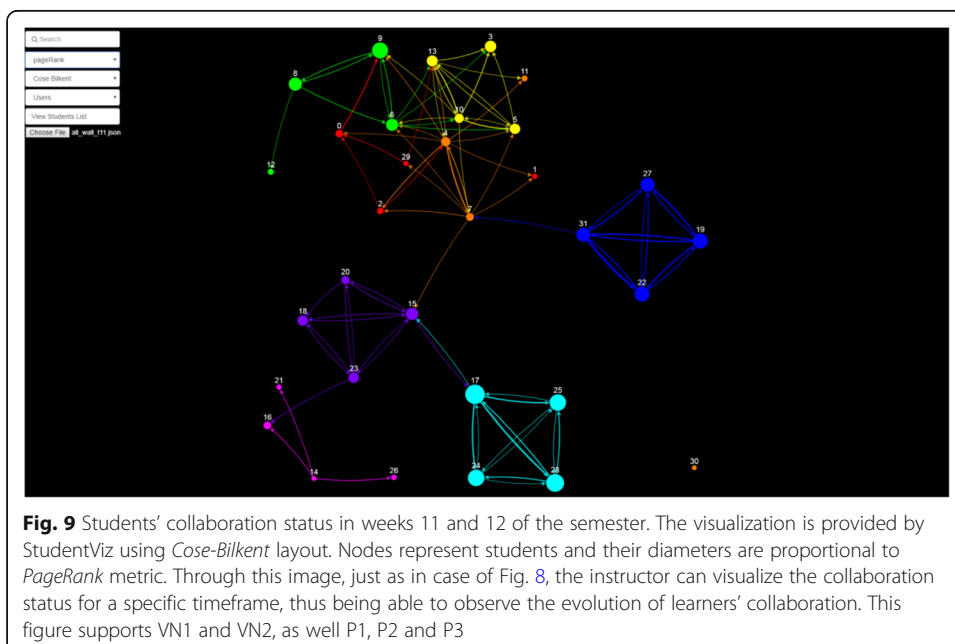 Search
pageRank
Cose Bilkent
Users
View Students List
Choose File all_wall_t11.json
9
13
3
8
11
6
10
5
0
4
29
12
1
2
7
27
31
19
22
20
15
18
23
21
17
25
16
14
26
24
28
30
Fig. 9 Students’ collaboration status in weeks 11 and 12 of the semester. The visualization is provided by
StudentViz using Cose-Bilkent layout. Nodes represent students and their diameters are proportional to
PageRank metric. Through this image, just as in case of Fig. 8, the instructor can visualize the collaboration
status for a specific timeframe, thus being able to observe the evolution of learners’ collaboration. This
figure supports VN1 and VN2, as well P1, P2 and P3